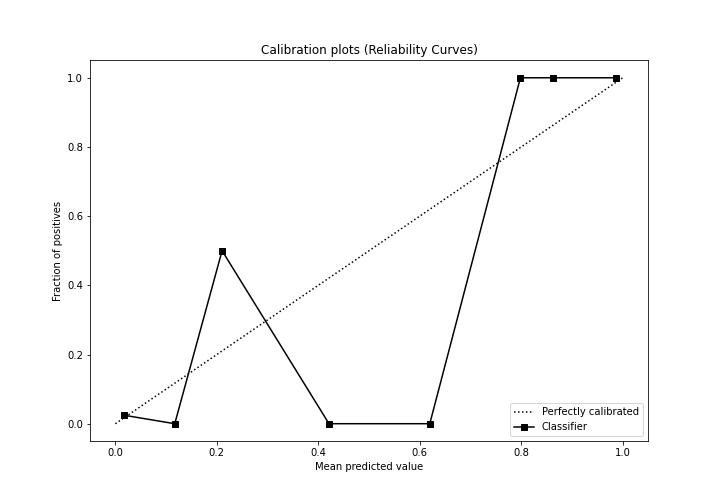 Calibration plots (Reliability Curves)
1.0
0.8
0.6
0.4
0.2
0.0
Fraction of positives
Perfectly calibrated
Classifier
0.0 0.2 0.4 0.6 0.8 1.0
Mean predicted value